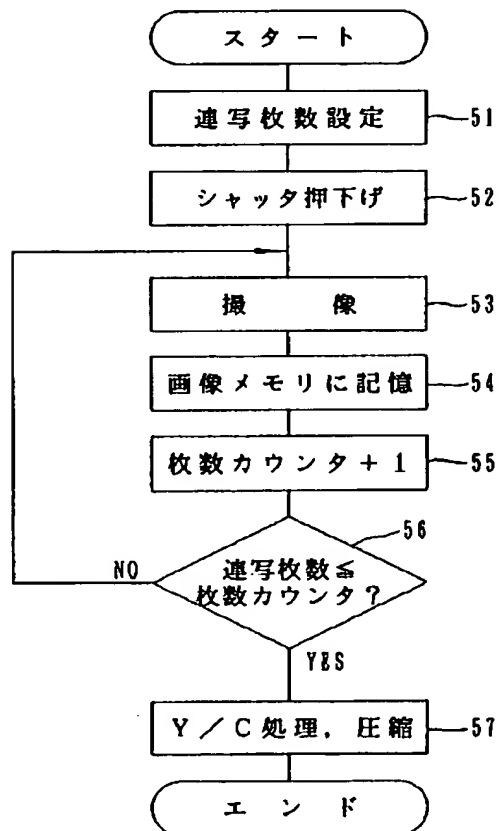 スタート
連写枚数設定 51
シャッタ押下げ 52
撮像 53
画像メモリに記憶 54
枚数カウンタ+1 55
56
連写枚数≦
枚数カウンタ?
NO
YES
Y/C処理,圧縮 57
エンド